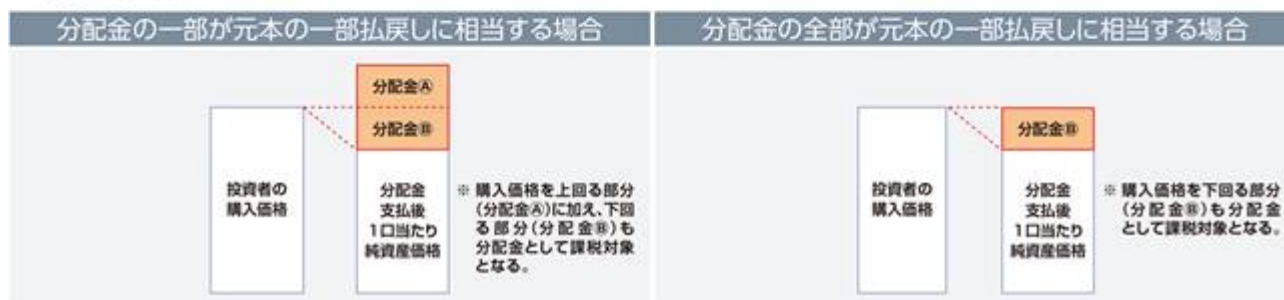 分配金の一部が元本の一部払戻しに相当する場合
分配金Ⓐ
分配金Ⓑ
投資者の
購入価格
分配金
支払後
1口当たり
純資産価格
※ 購入価格を上回る部分
(分配金Ⓐ)に加え、下回
る部分(分配金Ⓑ)も
分配金として課税対象
となる。
分配金の全部が元本の一部払戻しに相当する場合
分配金Ⓑ
投資者の
購入価格
分配金
支払後
1口当たり
純資産価格
※ 購入価格を下回る部分
(分配金Ⓑ)も分配金
として課税対象となる。